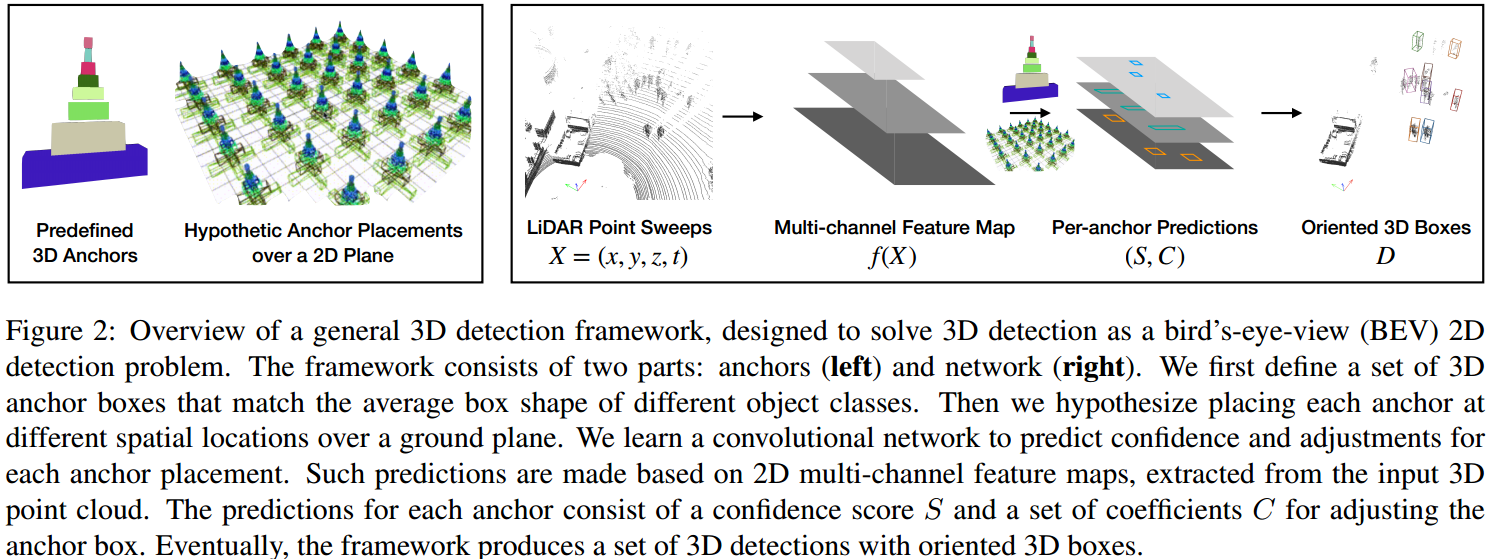 Predefined
3D Anchors
Hypothetic Anchor Placements
over a 2D Plane
LiDAR Point Sweeps
X = (x, y, z, t)
Multi-channel Feature Map
f(X)
Per-anchor Predictions
(S, C)
Oriented 3D Boxes
D
Figure 2: Overview of a general 3D detection framework, designed to solve 3D detection as a bird's-eye-view (BEV) 2D
detection problem. The framework consists of two parts: anchors (left) and network (right). We first define a set of 3D
anchor boxes that match the average box shape of different object classes. Then we hypothesize placing each anchor at
different spatial locations over a ground plane. We learn a convolutional network to predict confidence and adjustments for
each anchor placement. Such predictions are made based on 2D multi-channel feature maps, extracted from the input 3D
point cloud. The predictions for each anchor consist of a confidence score S and a set of coefficients C for adjusting the
anchor box. Eventually, the framework produces a set of 3D detections with oriented 3D boxes.